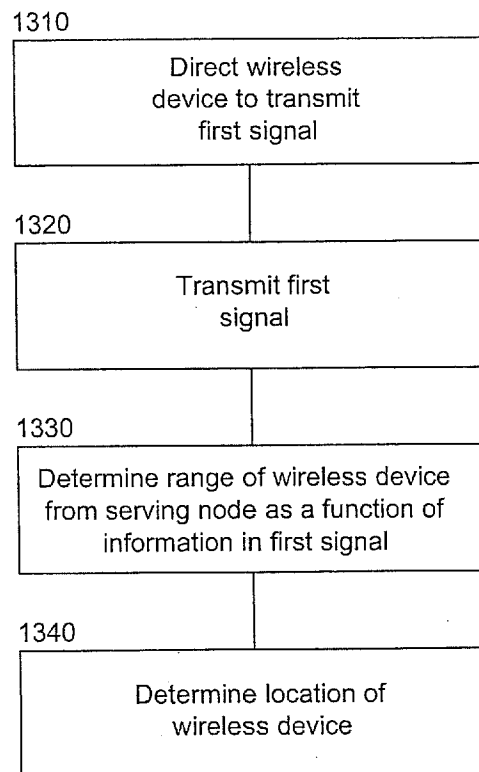 1310
Direct wireless
device to transmit
first signal
1320
Transmit first
signal
1330
Determine range of wireless device
from serving node as a function of
information in first signal
1340
Determine location of
wireless device